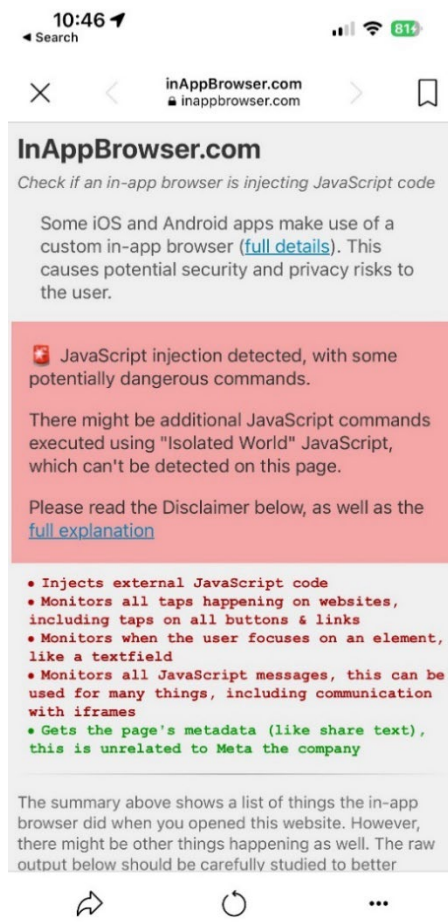 10:46
◀ Search
81
inAppBrowser.com
inappbrowser.com
InAppBrowser.com
Check if an in-app browser is injecting JavaScript code
Some iOS and Android apps make use of a
custom in-app browser (full details). This
causes potential security and privacy risks to
the user.
JavaScript injection detected, with some
potentially dangerous commands.
There might be additional JavaScript commands
executed using "Isolated World" JavaScript,
which can't be detected on this page.
Please read the Disclaimer below, as well as the
full explanation
• Injects external JavaScript code
• Monitors all taps happening on websites,
including taps on all buttons & links
• Monitors when the user focuses on an element,
like a textfield
• Monitors all JavaScript messages, this can be
used for many things, including communication
with iframes
• Gets the page's metadata (like share text),
this is unrelated to Meta the company
The summary above shows a list of things the in-app
browser did when you opened this website. However,
there might be other things happening as well. The raw
output below should be carefully studied to better